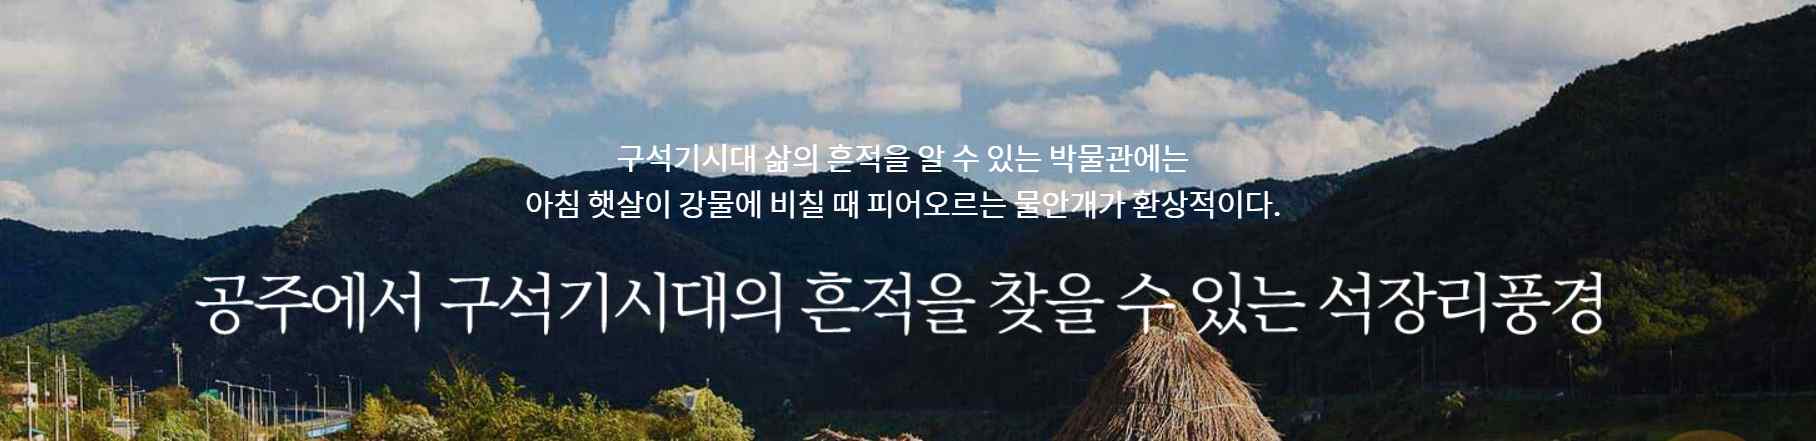 구석기시대 삶의 흔적을 알 수 있는 박물관에는
아침 햇살이 강물에 비칠 때 피어오르는 물안개가 환상적이다.
공주에서 구석기시대의 흔적을 찾을 수 있는 석장리풍경